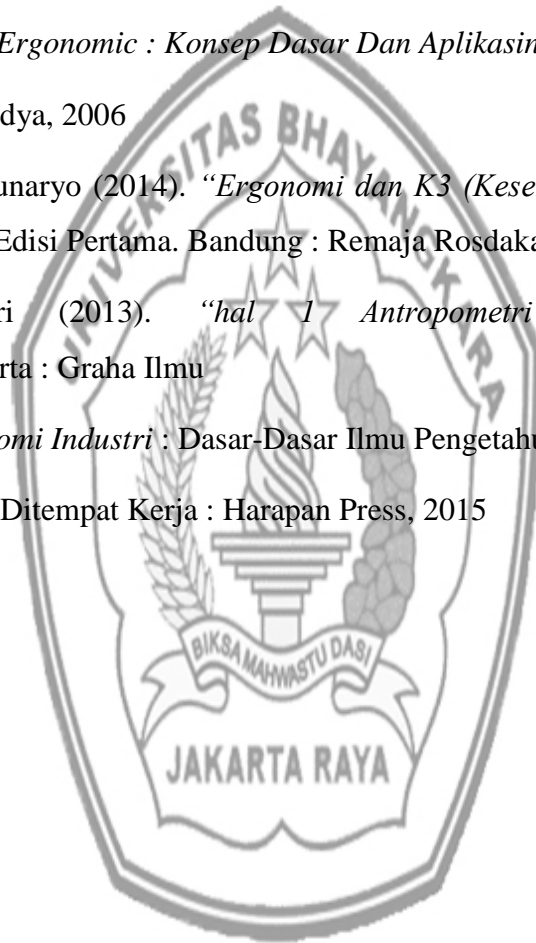 Ergonomic : Konsep Dasar Dan Aplikasin
dya, 2006
unaryo (2014). “Ergonomi dan K3 (Kese
Edisi Pertama. Bandung : Remaja Rosdaka
ri (2013). “hal 1 Antropometri
rta : Graha Ilmu
omi Industri : Dasar-Dasar Ilmu Pengetahu
Ditempat Kerja : Harapan Press, 2015
UNIVERSITAS BHAYANGKARA
BIKSA MAHWASTU DASI
JAKARTA RAYA